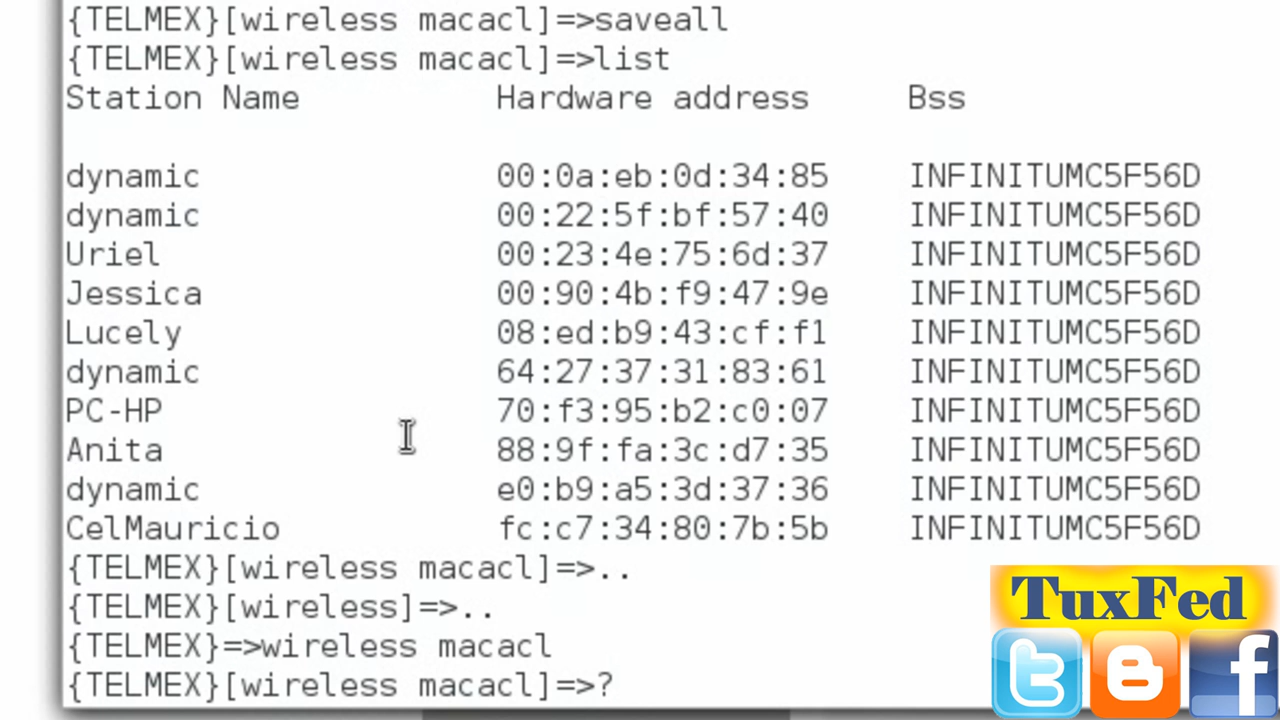 {TELMEX}[wireless macacl]=>saveall
{TELMEX}[wireless macacl]=>list
Station Name Hardware address Bss
dynamic 00:0a:eb:0d:34:85 INFINITUMC5F56D
dynamic 00:22:5f:bf:57:40 INFINITUMC5F56D
Uriel 00:23:4e:75:6d:37 INFINITUMC5F56D
Jessica 00:90:4b:f9:47:9e INFINITUMC5F56D
Lucely 08:ed:b9:43:cf:f1 INFINITUMC5F56D
dynamic 64:27:37:31:83:61 INFINITUMC5F56D
PC-HP 70:f3:95:b2:c0:07 INFINITUMC5F56D
Anita 88:9f:fa:3c:d7:35 INFINITUMC5F56D
dynamic e0:b9:a5:3d:37:36 INFINITUMC5F56D
CelMauricio fc:c7:34:80:7b:5b INFINITUMC5F56D
{TELMEX}[wireless macacl]=>..
{TELMEX}[wireless]=>..
{TELMEX}=>wireless macacl
{TELMEX}[wireless macacl]=>?
TuxFed